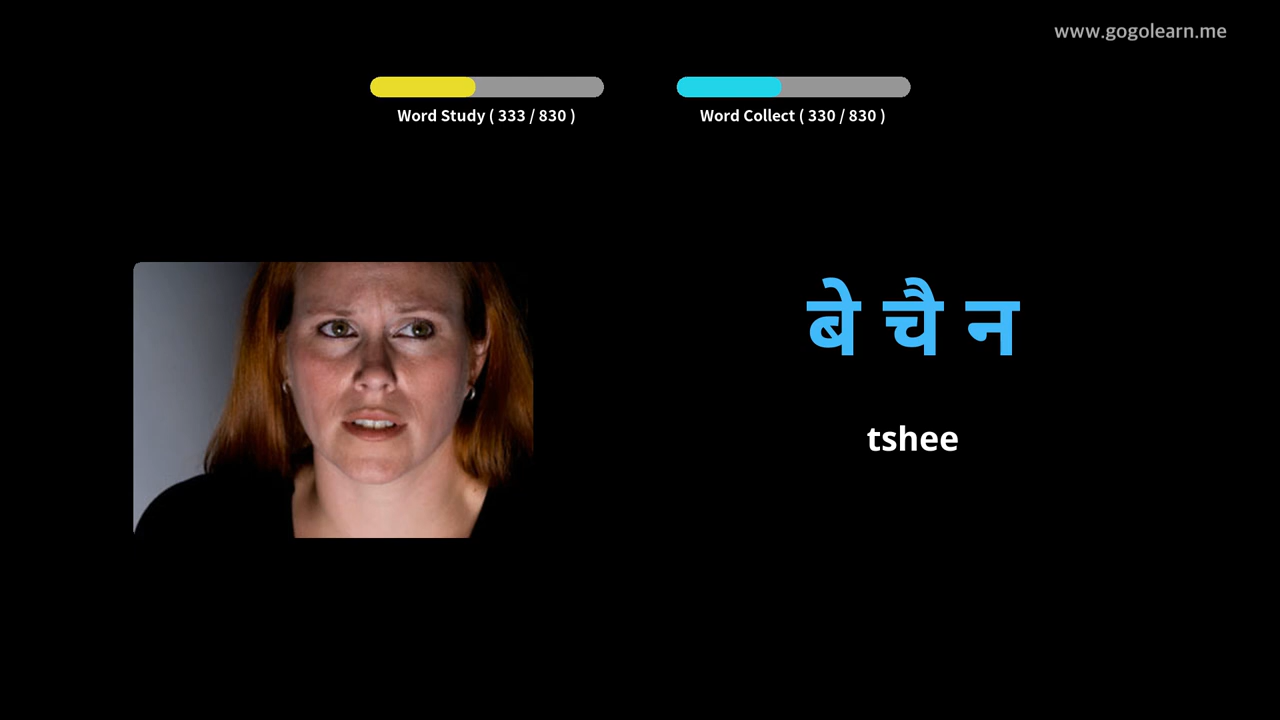 www.gogolearn.me
Word Study ( 333 / 830 )
Word Collect ( 330 / 830 )
बे चै न
tshee